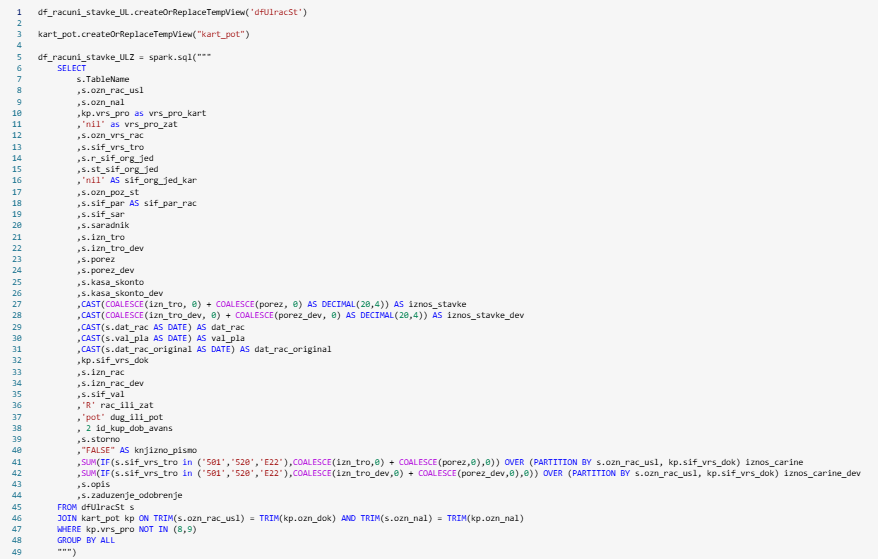 1 df_racuni_stavke_UL.createOrReplaceTempView('dfUlracSt')
2
3 kart_pot.createOrReplaceTempView("kart_pot")
4
5 df_racuni_stavke_ULZ = spark.sql("""
6 SELECT
7 s.TableName
8 ,s.ozn_rac_usl
9 ,s.ozn_nal
10 ,kp.vrs_pro as vrs_pro_kart
11 ,'nil' as vrs_pro_zat
12 ,s.ozn_vrs_rac
13 ,s.sif_vrs_tro
14 ,s.r_sif_org_jed
15 ,s.st_sif_org_jed
16 ,'nil' AS sif_org_jed_kar
17 ,s.ozn_poz_st
18 ,s.sif_par AS sif_par_rac
19 ,s.sif_sar
20 ,s.saradnik
21 ,s.izn_tro
22 ,s.izn_tro_dev
23 ,s.porez
24 ,s.porez_dev
25 ,s.kasa_skonto
26 ,s.kasa_skonto_dev
27 ,CAST(COALESCE(izn_tro, 0) + COALESCE(porez, 0) AS DECIMAL(20,4)) AS iznos_stavke
28 ,CAST(COALESCE(izn_tro_dev, 0) + COALESCE(porez_dev, 0) AS DECIMAL(20,4)) AS iznos_stavke_dev
29 ,CAST(s.dat_rac AS DATE) AS dat_rac
30 ,CAST(s.val_pla AS DATE) AS val_pla
31 ,CAST(s.dat_rac_original AS DATE) AS dat_rac_original
32 ,kp.sif_vrs_dok
33 ,s.izn_rac
34 ,s.izn_rac_dev
35 ,s.sif_val
36 ,'R' rac_ili_zat
37 ,'pot' dug_ili_pot
38 , 2 id_kup_dob_avans
39 ,s.storno
40 ,"FALSE" AS knjizno_pismo
41 ,SUM(IF(s.sif_vrs_tro in ('501','520','E22'),COALESCE(izn_tro,0) + COALESCE(porez,0),0)) OVER (PARTITION BY s.ozn_rac_usl, kp.sif_vrs_dok) iznos_carine
42 ,SUM(IF(s.sif_vrs_tro in ('501','520','E22'),COALESCE(izn_tro_dev,0) + COALESCE(porez_dev,0),0)) OVER (PARTITION BY s.ozn_rac_usl, kp.sif_vrs_dok) iznos_carine_dev
43 ,s.opis
44 ,s.zaduzenje_odobrenje
45 FROM dfUlracSt s
46 JOIN kart_pot kp ON TRIM(s.ozn_rac_usl) = TRIM(kp.ozn_dok) AND TRIM(s.ozn_nal) = TRIM(kp.ozn_nal)
47 WHERE kp.vrs_pro NOT IN (8,9)
48 GROUP BY ALL
49 """)